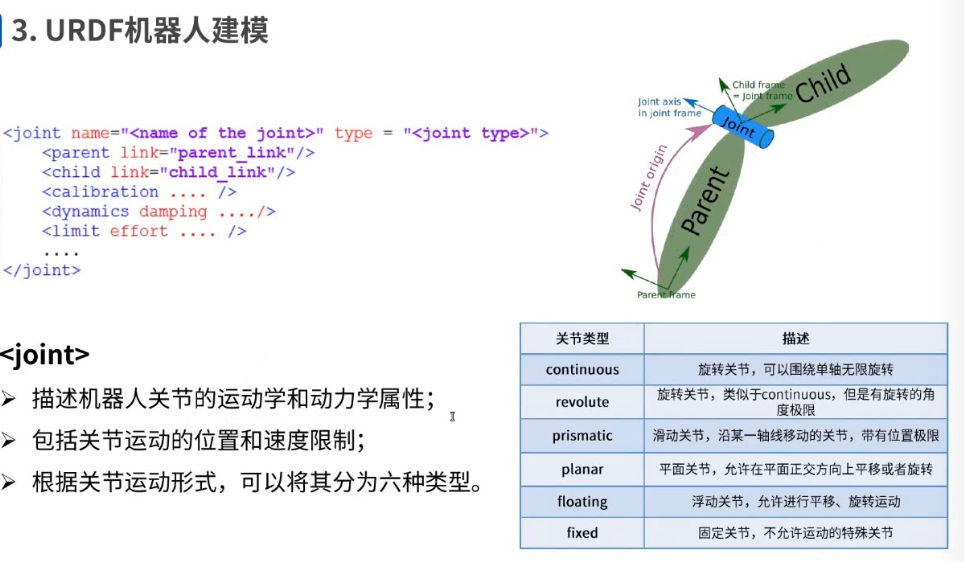 3. URDF机器人建模
<joint name="<name of the joint>" type = "<joint type>">
<parent link="parent_link"/>
<child link="child_link"/>
<calibration .... />
<dynamics damping ..../>
<limit effort .... />
....
</joint>
Child frame
= Joint frame
Child
Joint axis
in joint frame
Joint
Joint origin
Parent
Parent frame
<joint>
描述机器人关节的运动学和动力学属性；
包括关节运动的位置和速度限制；
根据关节运动形式，可以将其分为六种类型。
关节类型 描述
continuous 旋转关节，可以围绕单轴无限旋转
revolute 旋转关节，类似于continuous，但是有旋转的角
度极限
prismatic 滑动关节，沿某一轴线移动的关节，带有位置极限
planar 平面关节，允许在平面正交方向上平移或者旋转
floating 浮动关节，允许进行平移、旋转运动
fixed 固定关节，不允许运动的特殊关节